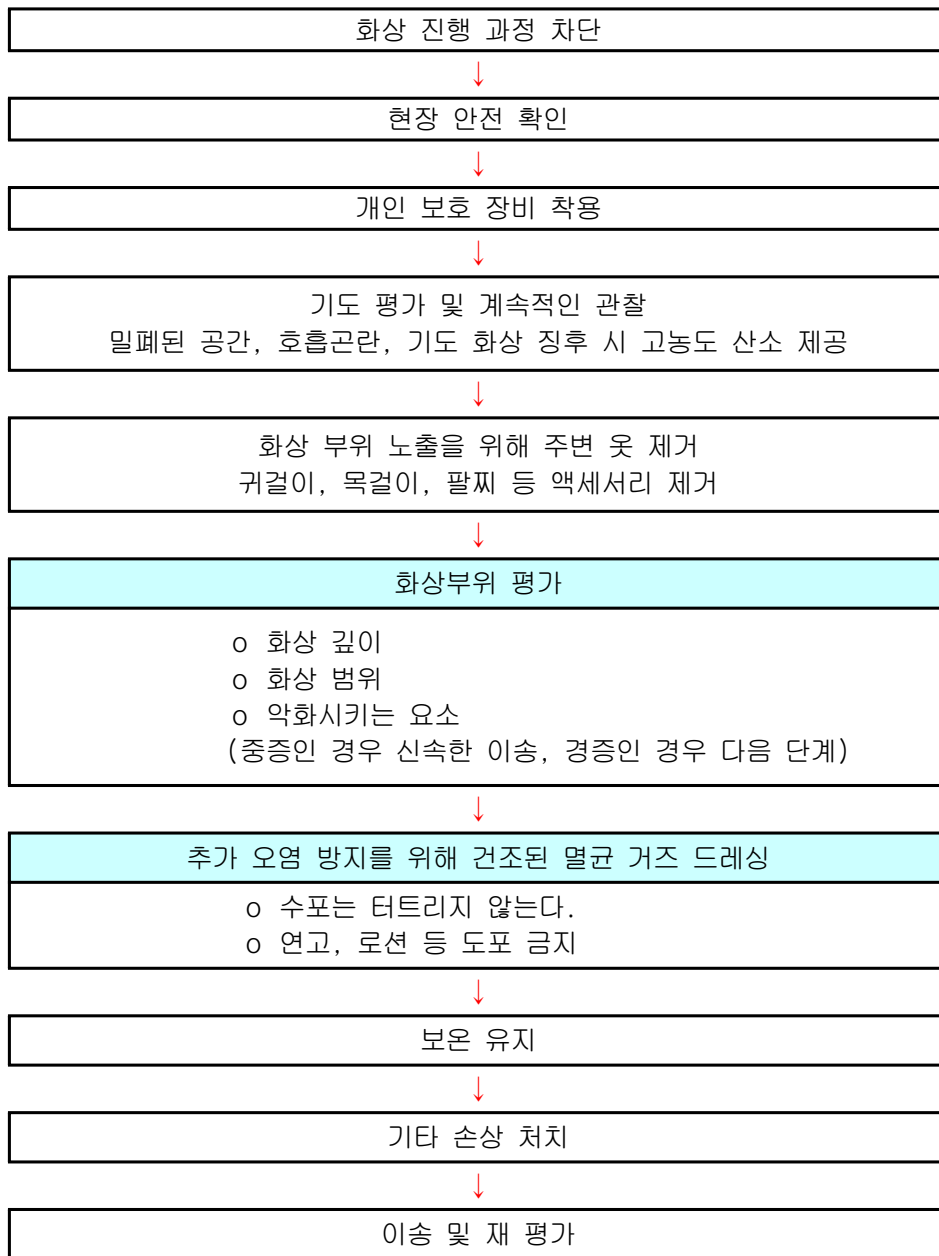 화상 진행 과정 차단
↓
현장 안전 확인
↓
개인 보호 장비 착용
↓
기도 평가 및 계속적인 관찰
밀폐된 공간, 호흡곤란, 기도 화상 징후 시 고농도 산소 제공
↓
화상 부위 노출을 위해 주변 옷 제거
귀걸이, 목걸이, 팔찌 등 액세서리 제거
↓
화상부위 평가
o 화상 깊이
o 화상 범위
o 악화시키는 요소
(중증인 경우 신속한 이송, 경증인 경우 다음 단계)
↓
추가 오염 방지를 위해 건조된 멸균 거즈 드레싱
o 수포는 터트리지 않는다.
o 연고, 로션 등 도포 금지
↓
보온 유지
↓
기타 손상 처치
↓
이송 및 재 평가